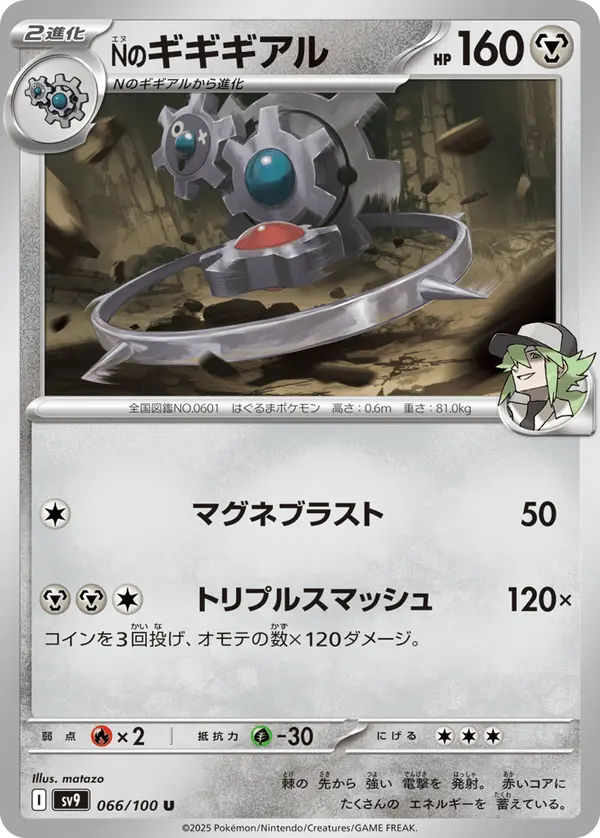 2進化
Nのギギギアル
エヌ
HP 160
Nのギギアルから進化
全国図鑑NO.0601 はぐるまポケモン 高さ:0.6m 重さ:81.0kg
マグネブラスト 50
トリプルスマッシュ 120×
かい な かず
コインを3回投げ、オモテの数×120ダメージ。
弱点 ×2 抵抗力 -30 にげる
Illus. matazo
I sv9 066/100 U
とげ さき つよ でんげき はっしゃ あか
棘の 先から 強い 電撃を 発射。 赤いコアに
たくわ
たくさんの エネルギーを 蓄えている。
©2025 Pokémon/Nintendo/Creatures/GAME FREAK.